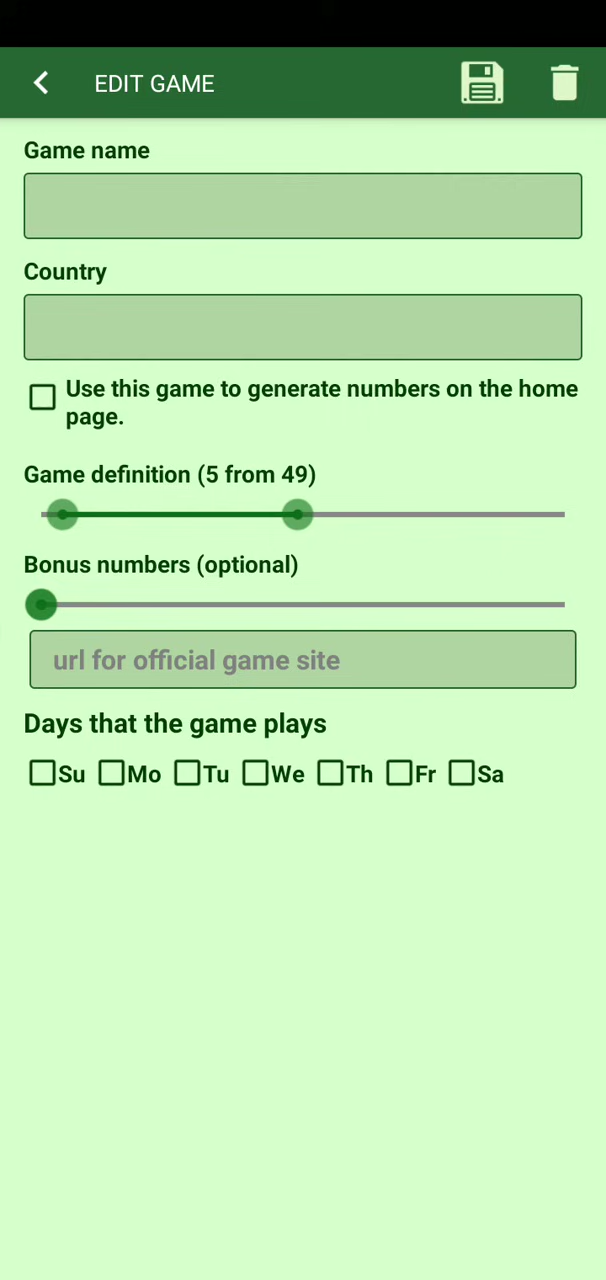 EDIT GAME
Game name
Country
Use this game to generate numbers on the home
page.
Game definition (5 from 49)
Bonus numbers (optional)
url for official game site
Days that the game plays
Su Mo Tu We Th Fr Sa